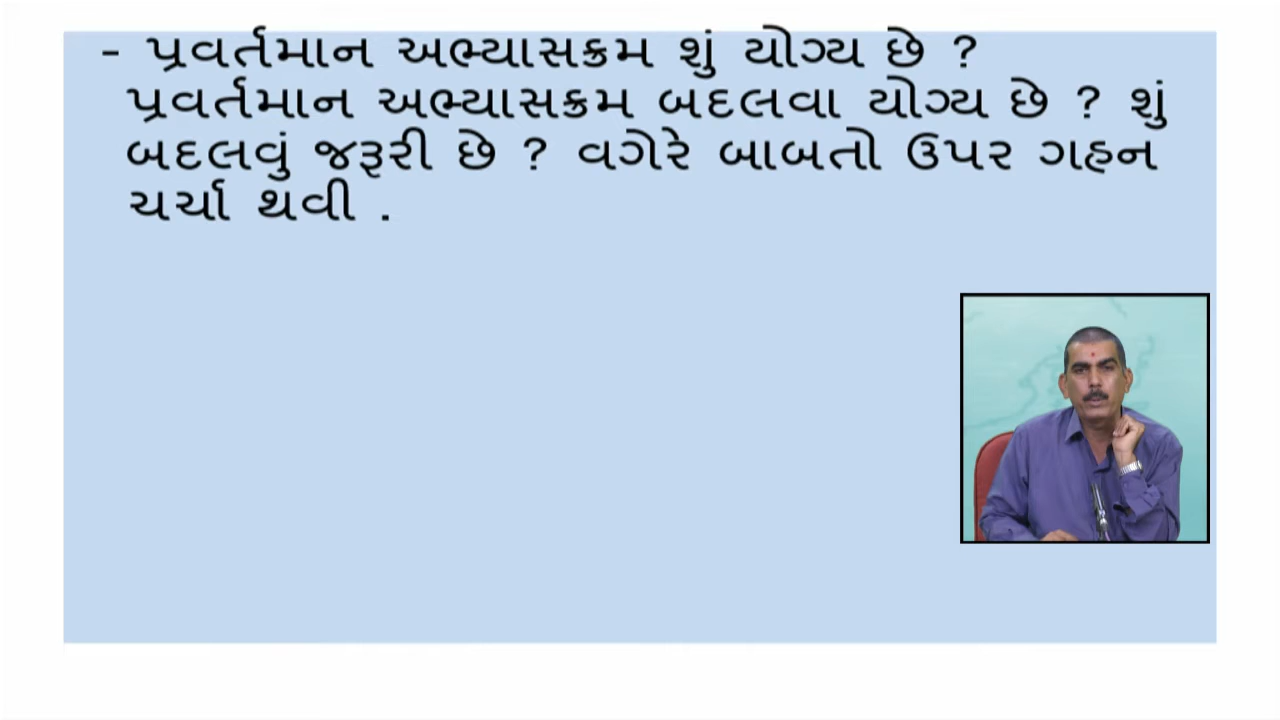 - પ્રવર્તમાન અભ્યાસક્રમ શું યોગ્ય છે ?
પ્રવર્તમાન અભ્યાસક્રમ બદલવા યોગ્ય છે ? શું
બદલવું જરૂરી છે ? વગેરે બાબતો ઉપર ગહન
ચર્ચા થવી .